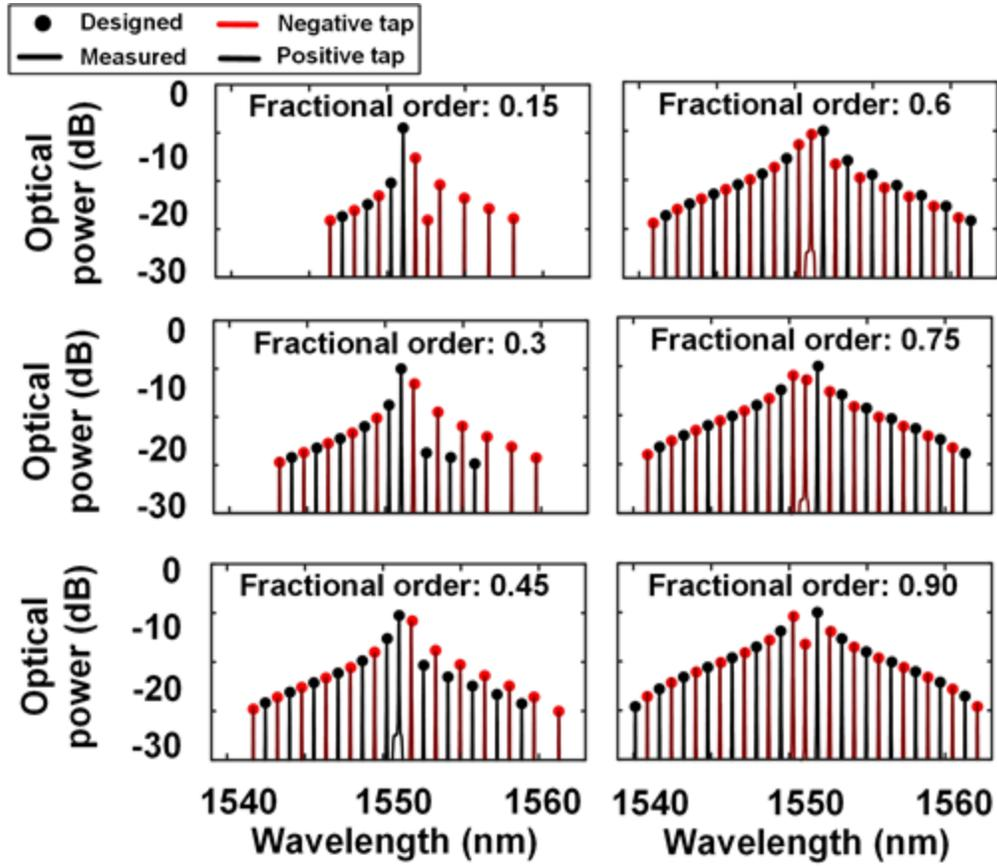 Designed Negative tap
Measured Positive tap
Optical power (dB)
0
-10
-20
-30
Fractional order: 0.15
Fractional order: 0.6
Optical power (dB)
0
-10
-20
-30
Fractional order: 0.3
Fractional order: 0.75
Optical power (dB)
0
-10
-20
-30
Fractional order: 0.45
Fractional order: 0.90
1540 1550 1560
1540 1550 1560
Wavelength (nm)
Wavelength (nm)